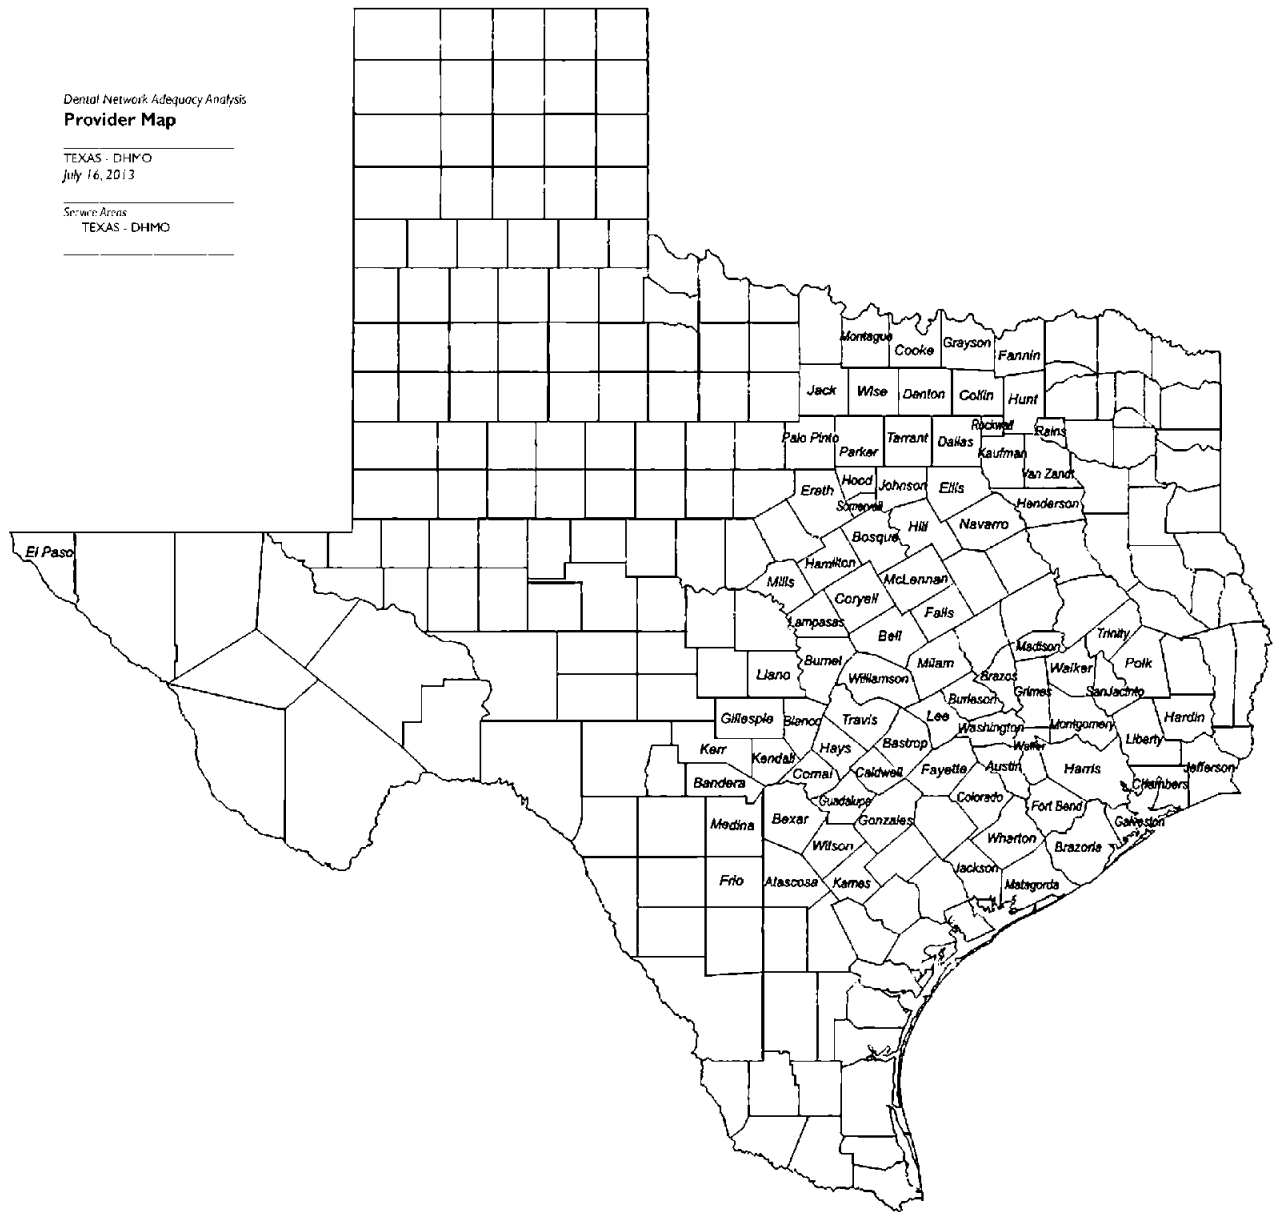 Dental Network Adequacy Analysis
Provider Map
TEXAS - DHMO
July 16, 2013
Service Areas
TEXAS - DHMO
Montague
Cooke
Grayson
Fannin
Jack
Wise
Denton
Collin
Hunt
Palo Pinto
Parker
Tarrant
Dallas
Rockwall
Rains
Kaufman
Van Zandt
Erath
Hood
Johnson
Ellis
Somervell
Henderson
Bosque
Hill
Navarro
El Paso
Hamilton
Mills
McLennan
Coryell
Falls
Lampasas
Bell
Trinity
Madison
Burnet
Milam
Walker
Polk
Llano
Williamson
Brazos
Grimes
San Jacinto
Burleson
Gillespie
Blanco
Travis
Lee
Washington
Montgomery
Hardin
Liberty
Kerr
Hays
Bastrop
Waller
Kendall
Comal
Caldwell
Fayette
Austin
Harris
Jefferson
Bandera
Chambers
Guadalupe
Colorado
Fort Bend
Medina
Bexar
Gonzales
Galveston
Wilson
Wharton
Brazoria
Frio
Atascosa
Karnes
Jackson
Matagorda